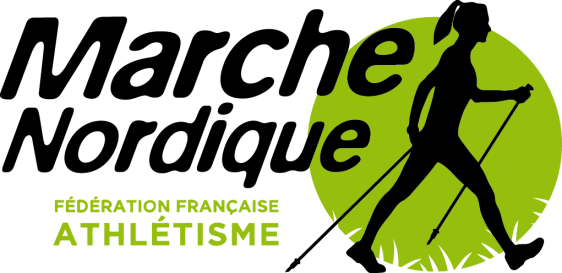 Marche
Nordique
FÉDÉRATION FRANÇAISE
ATHLÉTISME